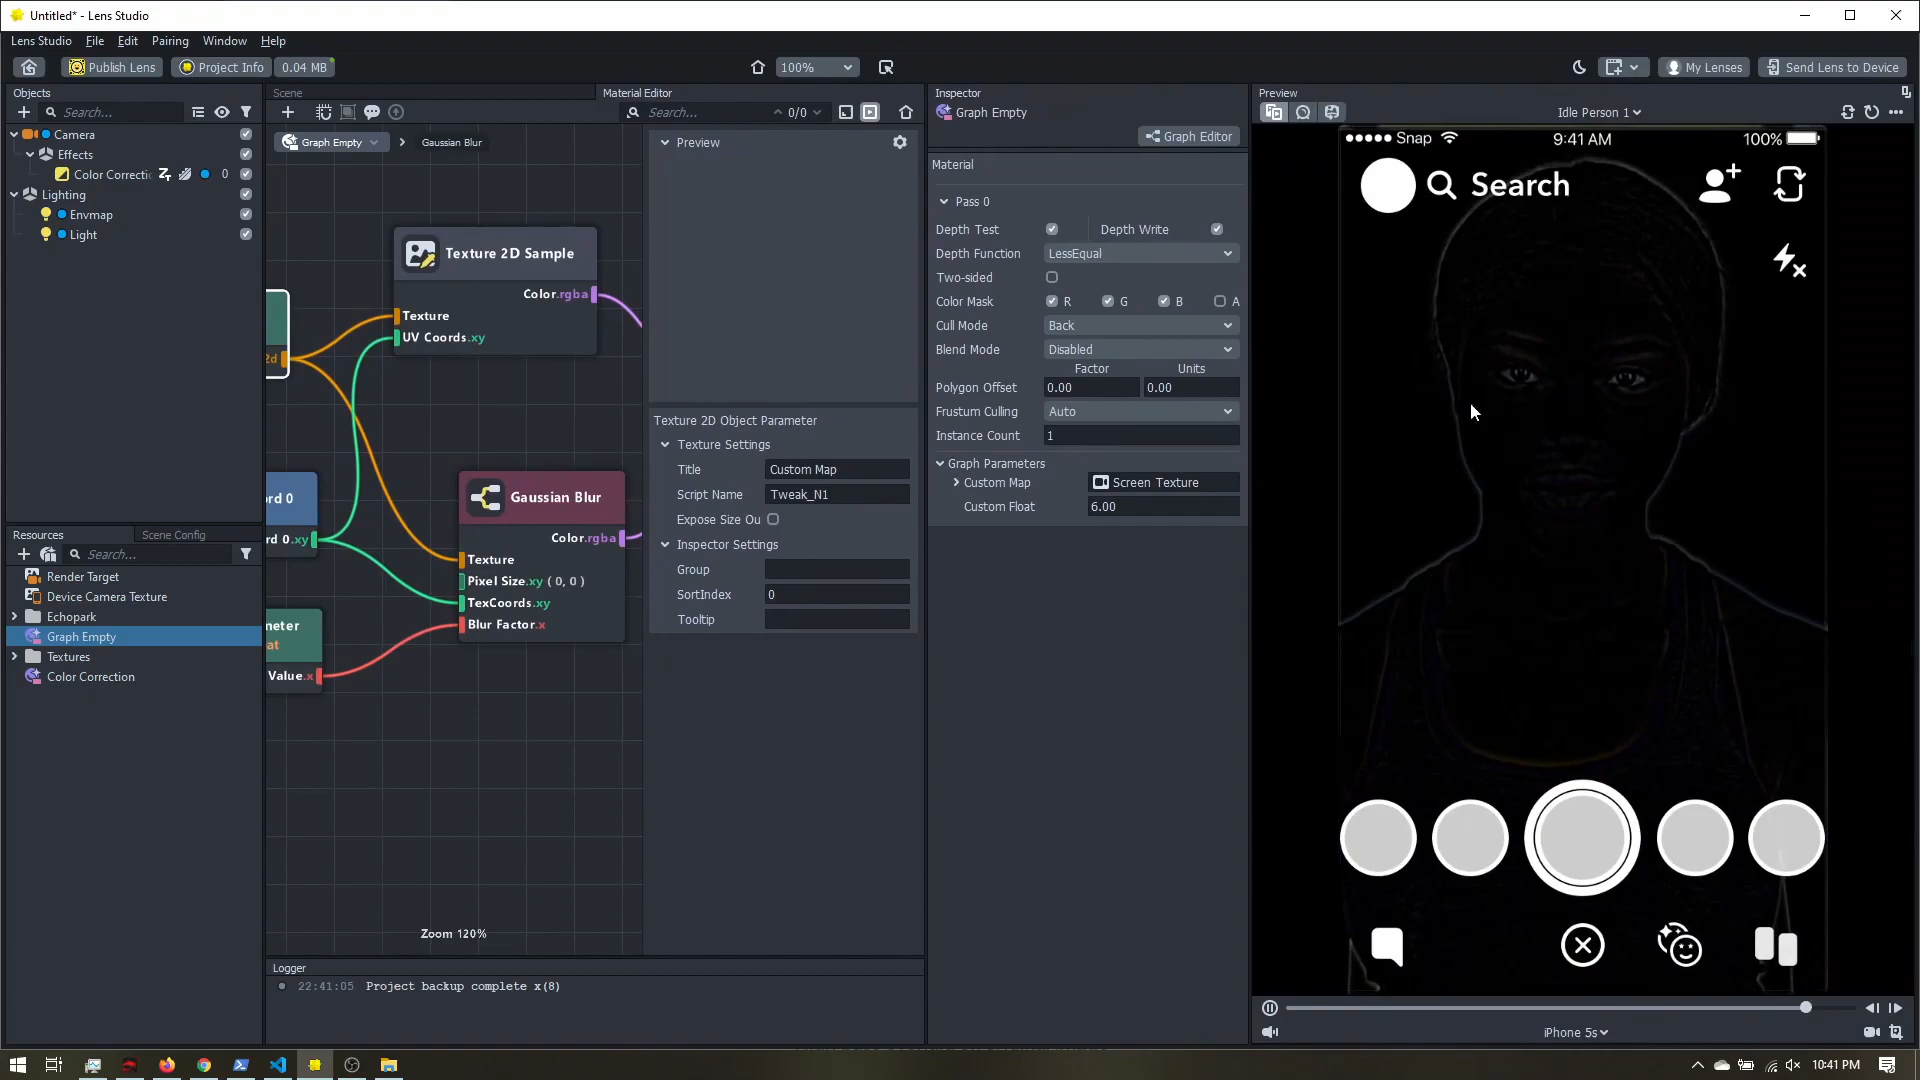 Untitled* - Lens Studio
Lens Studio File Edit Pairing Window Help
Publish Lens Project Info 0.04 MB 100% My Lenses Send Lens to Device
Objects
Search...
Camera
Effects
Color Correcti 0
Lighting
Envmap
Light
Resources Scene Config
Search...
Render Target
Device Camera Texture
Echopark
Graph Empty
Textures
Color Correction
Scene Material Editor
Search... 0/0
Graph Empty > Gaussian Blur
Texture 2D Sample
Color.rgba
Texture
UV Coords.xy
2d
rd 0
rd 0.xy
Gaussian Blur
Color.rgba
Texture
Pixel Size.xy ( 0, 0 )
TexCoords.xy
Blur Factor.x
meter
at
Value.x
Zoom 120%
Preview
Texture 2D Object Parameter
Texture Settings
Title Custom Map
Script Name Tweak_N1
Expose Size Ou
Inspector Settings
Group
SortIndex 0
Tooltip
Logger
22:41:05 Project backup complete x(8)
Inspector
Graph Empty
Graph Editor
Material
Pass 0
Depth Test Depth Write
Depth Function LessEqual
Two-sided
Color Mask R G B A
Cull Mode Back
Blend Mode Disabled
Factor Units
Polygon Offset 0.00 0.00
Frustum Culling Auto
Instance Count 1
Graph Parameters
Custom Map Screen Texture
Custom Float 6.00
Preview
Idle Person 1
Snap 9:41 AM 100%
Search
iPhone 5s
10:41 PM